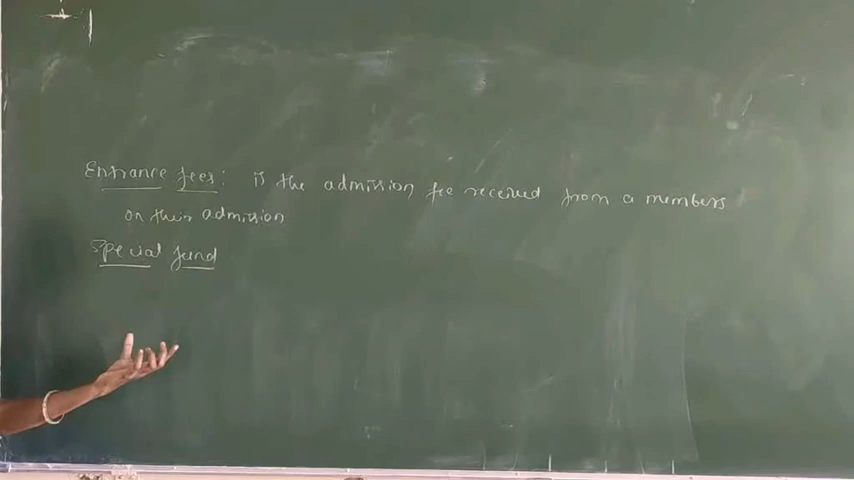 Entrance fees: is the admission fee received from a members
on their admission
Special fund